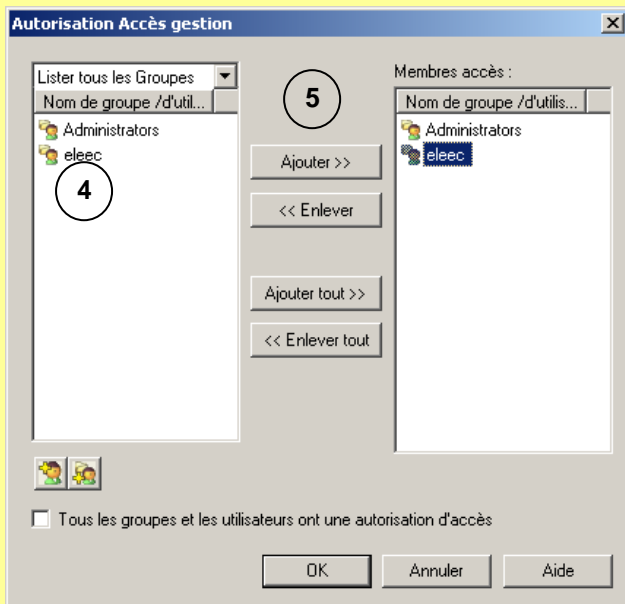 Autorisation Accès gestion
Lister tous les Groupes
Nom de groupe /d'util...
Administrators
eleec
4
5
Ajouter >>
<< Enlever
Ajouter tout >>
<< Enlever tout
Membres accès :
Nom de groupe /d'utilis...
Administrators
eleec
Tous les groupes et les utilisateurs ont une autorisation d'accès
OK
Annuler
Aide